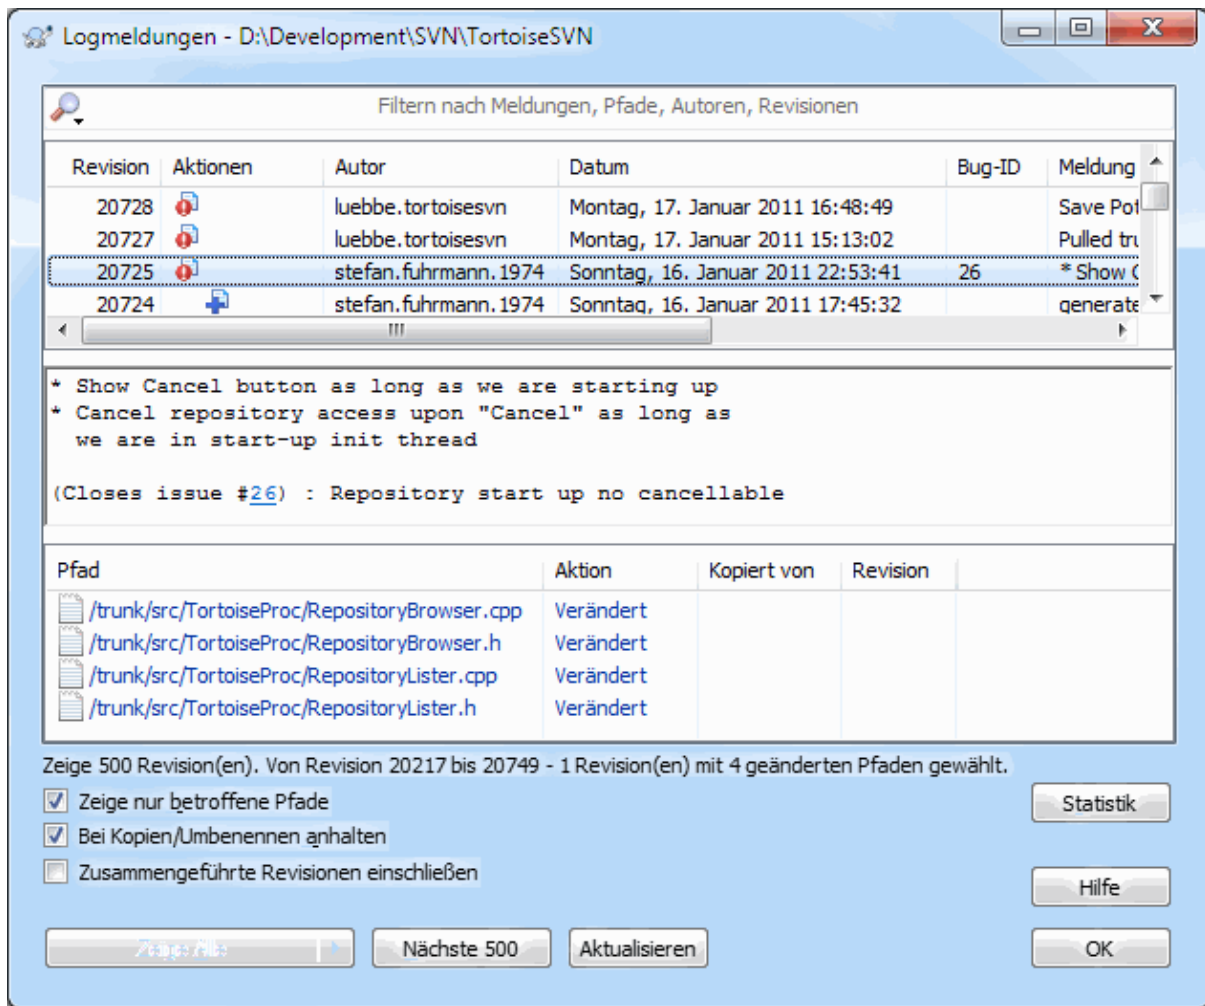 Logmeldungen - D:\Development\SVN\TortoiseSVN
Filtern nach Meldungen, Pfade, Autoren, Revisionen
Revision Aktionen Autor Datum Bug-ID Meldung
20728 luebbe.tortoisesvn Montag, 17. Januar 2011 16:48:49 Save Pot
20727 luebbe.tortoisesvn Montag, 17. Januar 2011 15:13:02 Pulled tru
20725 stefan.fuhrmann.1974 Sonntag, 16. Januar 2011 22:53:41 26 * Show C
20724 stefan.fuhrmann.1974 Sonntag, 16. Januar 2011 17:45:32 generate
* Show Cancel button as long as we are starting up
* Cancel repository access upon "Cancel" as long as
we are in start-up init thread
(Closes issue #26) : Repository start up no cancellable
Pfad Aktion Kopiert von Revision
/trunk/src/TortoiseProc/RepositoryBrowser.cpp Verändert
/trunk/src/TortoiseProc/RepositoryBrowser.h Verändert
/trunk/src/TortoiseProc/RepositoryLister.cpp Verändert
/trunk/src/TortoiseProc/RepositoryLister.h Verändert
Zeige 500 Revision(en). Von Revision 20217 bis 20749 - 1 Revision(en) mit 4 geänderten Pfaden gewählt.
Zeige nur betroffene Pfade
Statistik
Bei Kopien/Umbenennen anhalten
Zusammengeführte Revisionen einschließen
Hilfe
Nächste 500 Aktualisieren OK